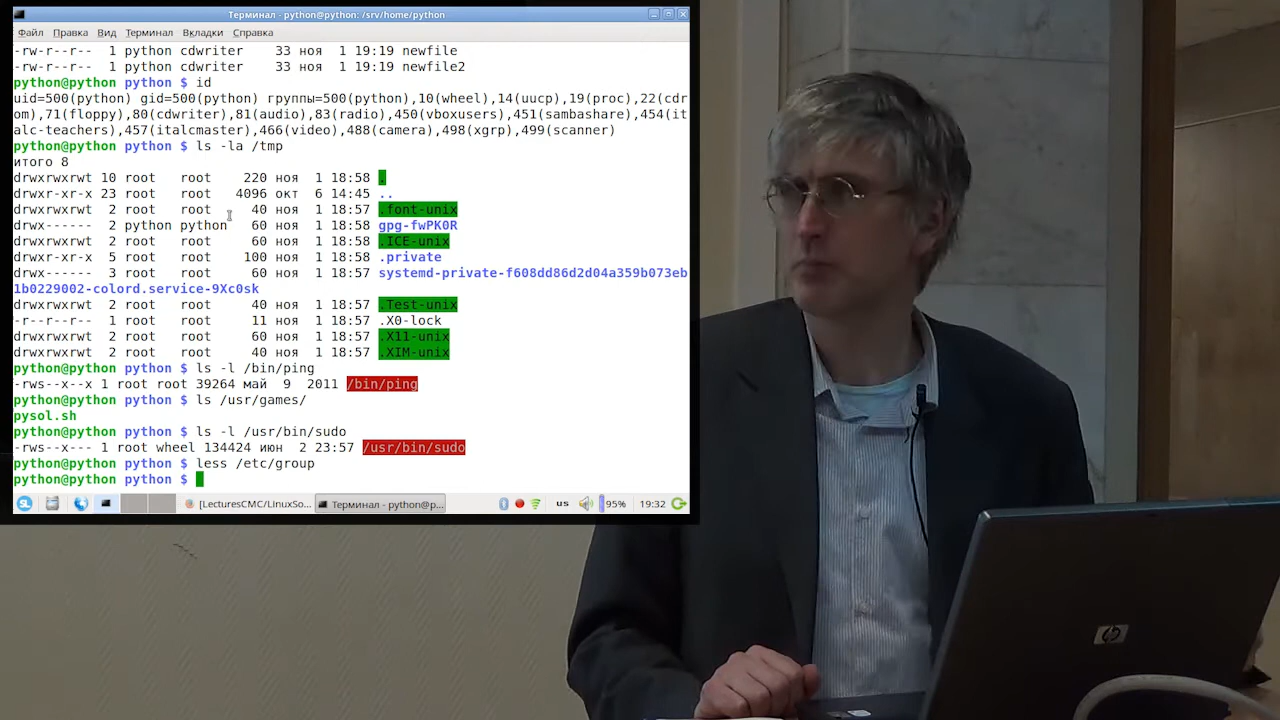 Терминал - python@python: /srv/home/python
Файл Правка Вид Терминал Вкладки Справка
-rw-r--r-- 1 python cdwriter 33 ноя 1 19:19 newfile
-rw-r--r-- 1 python cdwriter 33 ноя 1 19:19 newfile2
python@python python $ id
uid=500(python) gid=500(python) группы=500(python),10(wheel),14(uucp),19(proc),22(cdr
om),71(floppy),80(cdwriter),81(audio),83(radio),450(vboxusers),451(sambashare),454(it
alc-teachers),457(italcmaster),466(video),488(camera),498(xgrp),499(scanner)
python@python python $ ls -la /tmp
итого 8
drwxrwxrwt 10 root root 220 ноя 1 18:58 .
drwxr-xr-x 23 root root 4096 окт 6 14:45 ..
drwxrwxrwt 2 root root 40 ноя 1 18:57 .font-unix
drwx------ 2 python python 60 ноя 1 18:58 gpg-fwPK0R
drwxrwxrwt 2 root root 60 ноя 1 18:58 .ICE-unix
drwxr-xr-x 5 root root 100 ноя 1 18:58 .private
drwx------ 3 root root 60 ноя 1 18:57 systemd-private-f608dd86d2d04a359b073eb
1b0229002-colord.service-9Xc0sk
drwxrwxrwt 2 root root 40 ноя 1 18:57 .Test-unix
-r--r--r-- 1 root root 11 ноя 1 18:57 .X0-lock
drwxrwxrwt 2 root root 60 ноя 1 18:57 .X11-unix
drwxrwxrwt 2 root root 40 ноя 1 18:57 .XIM-unix
python@python python $ ls -l /bin/ping
-rws--x--x 1 root root 39264 май 9 2011 /bin/ping
python@python python $ ls /usr/games/
pysol.sh
python@python python $ ls -l /usr/bin/sudo
-rws--x--- 1 root wheel 134424 июн 2 23:57 /usr/bin/sudo
python@python python $ less /etc/group
python@python python $
[LecturesCMC/LinuxSo... Терминал - python@p... us 95% 19:32
hp